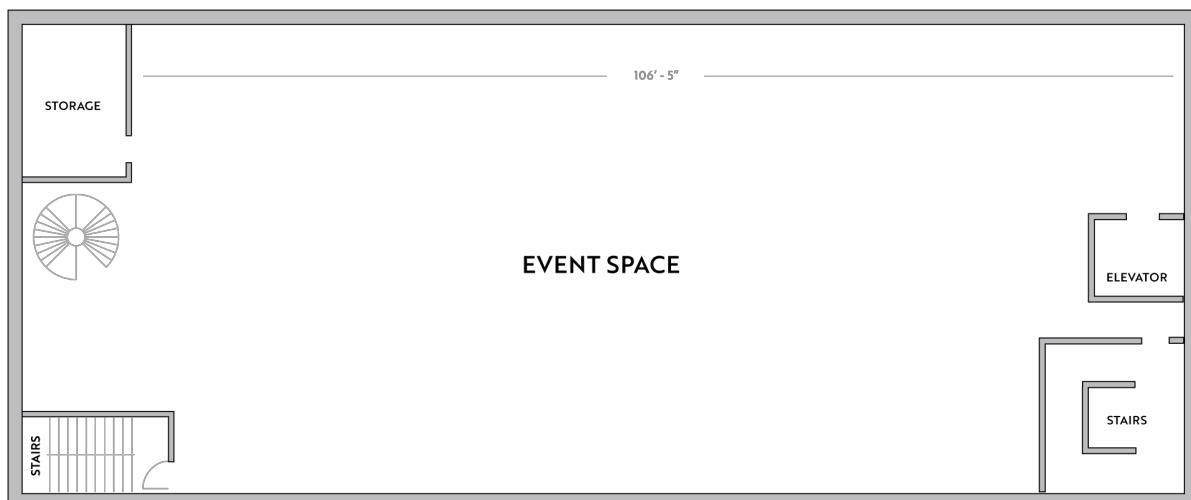 106' - 5"
STORAGE
EVENT SPACE
ELEVATOR
STAIRS
STAIRS